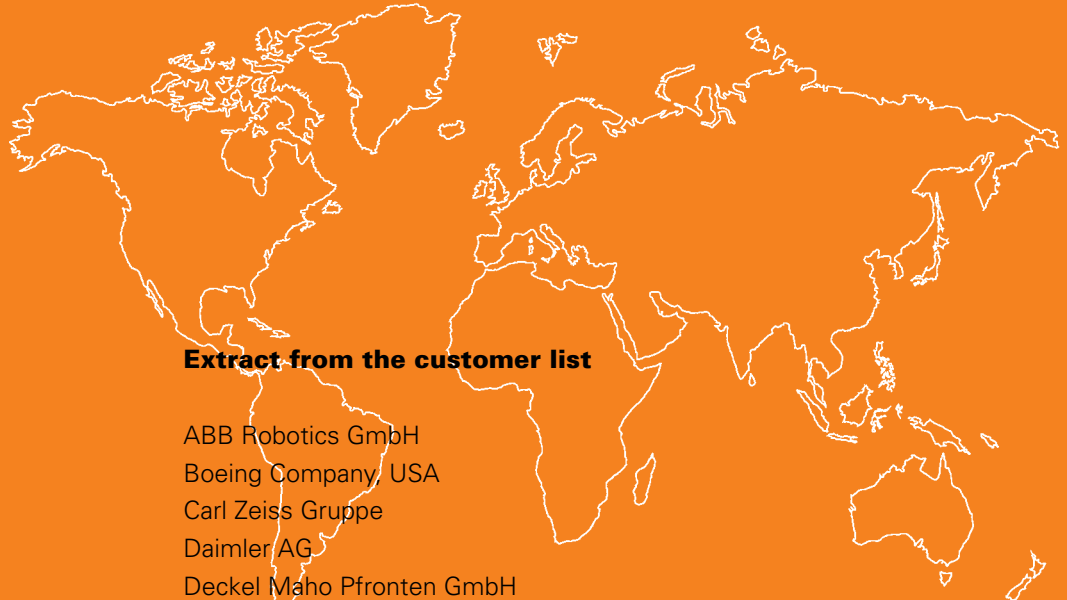 Extract from the customer list
ABB Robotics GmbH
Boeing Company, USA
Carl Zeiss Gruppe
Daimler AG
Deckel Maho Pfronten GmbH